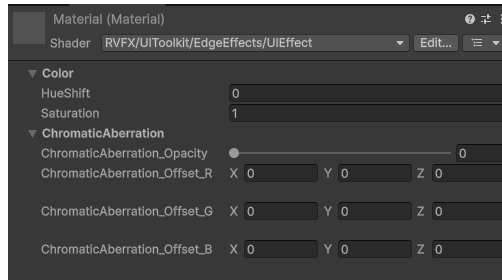 Material (Material)
Shader RVFX/UIToolkit/EdgeEffects/UIEffect Edit...
Color
HueShift 0
Saturation 1
ChromaticAberration
ChromaticAberration_Opacity 0
ChromaticAberration_Offset_R X 0 Y 0 Z 0
ChromaticAberration_Offset_G X 0 Y 0 Z 0
ChromaticAberration_Offset_B X 0 Y 0 Z 0